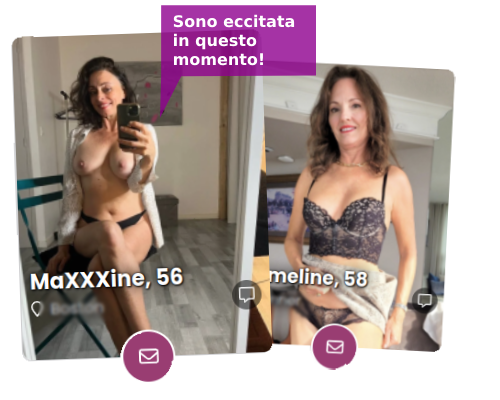 Sono eccitata
in questo
momento!
MaXXXine, 56
meline, 58